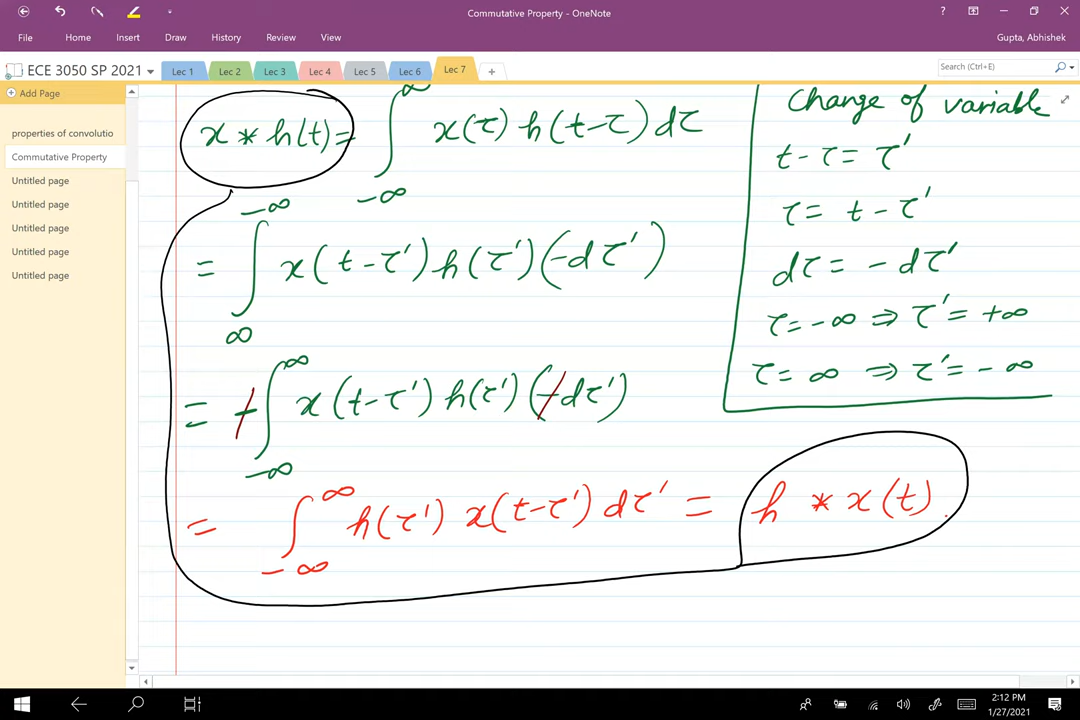 Commutative Property - OneNote
Gupta, Abhishek
File Home Insert Draw History Review View
ECE 3050 SP 2021
Lec 1 Lec 2 Lec 3 Lec 4 Lec 5 Lec 6 Lec 7
Search (Ctrl+E)
Add Page
properties of convolutio
Commutative Property
Untitled page
Untitled page
Untitled page
Untitled page
Untitled page
x * h(t) = ∫_{-∞}^{∞} x(τ) h(t-τ) dτ
= ∫_{∞}^{-∞} x(t-τ') h(τ') (-dτ')
= - ∫_{-∞}^{∞} x(t-τ') h(τ') (-dτ')
= ∫_{-∞}^{∞} h(τ') x(t-τ') dτ' = h * x(t).
Change of variable
t-τ = τ'
τ = t-τ'
dτ = -dτ'
τ = -∞ ⇒ τ' = +∞
τ = ∞ ⇒ τ' = -∞
2:12 PM
1/27/2021